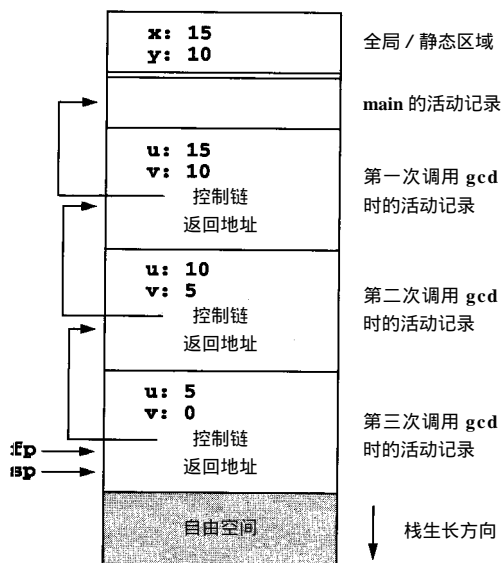 x: 15
y: 10
全局/静态区域
main 的活动记录
u: 15
v: 10
控制链
返回地址
第一次调用 gcd
时的活动记录
u: 10
v: 5
控制链
返回地址
第二次调用 gcd
时的活动记录
u: 5
v: 0
控制链
返回地址
第三次调用 gcd
时的活动记录
fp
sp
自由空间
栈生长方向